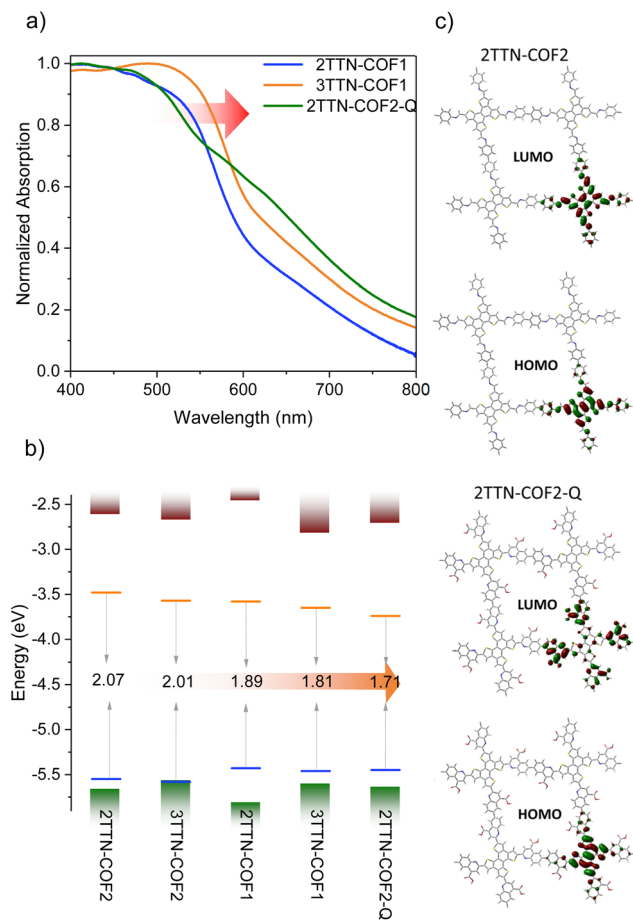 a)
2TTN-COF1
3TTN-COF1
2TTN-COF2-Q
1.0
0.8
0.6
0.4
0.2
0.0
Normalized Absorption
400
500
600
700
800
Wavelength (nm)
b)
-2.5
-3.0
-3.5
-4.0
-4.5
-5.0
-5.5
Energy (eV)
2.07
2.01
1.89
1.81
1.71
2TTN-COF2
3TTN-COF2
2TTN-COF1
3TTN-COF1
2TTN-COF2-Q
c)
2TTN-COF2
LUMO
HOMO
2TTN-COF2-Q
LUMO
HOMO